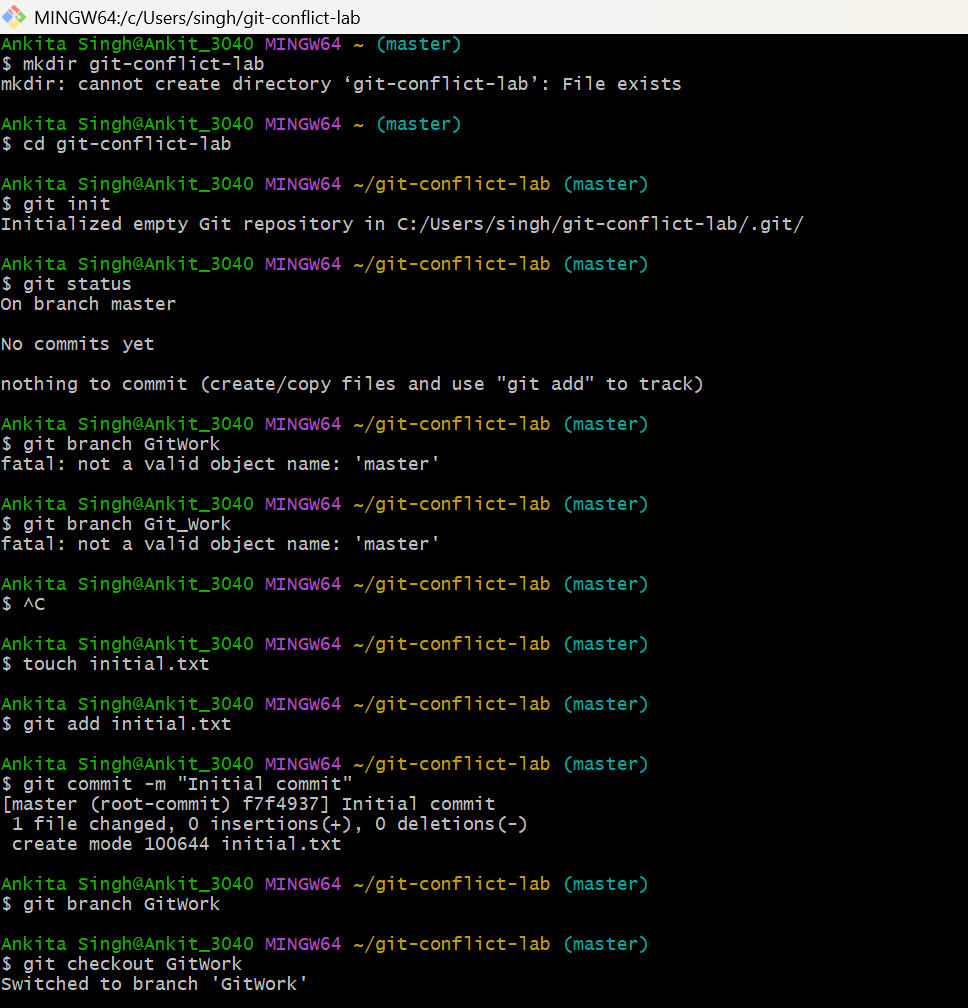 MINGW64:/c/Users/singh/git-conflict-lab
Ankita Singh@Ankit_3040 MINGW64 ~ (master)
$ mkdir git-conflict-lab
mkdir: cannot create directory ‘git-conflict-lab’: File exists
Ankita Singh@Ankit_3040 MINGW64 ~ (master)
$ cd git-conflict-lab
Ankita Singh@Ankit_3040 MINGW64 ~/git-conflict-lab (master)
$ git init
Initialized empty Git repository in C:/Users/singh/git-conflict-lab/.git/
Ankita Singh@Ankit_3040 MINGW64 ~/git-conflict-lab (master)
$ git status
On branch master
No commits yet
nothing to commit (create/copy files and use "git add" to track)
Ankita Singh@Ankit_3040 MINGW64 ~/git-conflict-lab (master)
$ git branch GitWork
fatal: not a valid object name: 'master'
Ankita Singh@Ankit_3040 MINGW64 ~/git-conflict-lab (master)
$ git branch Git_Work
fatal: not a valid object name: 'master'
Ankita Singh@Ankit_3040 MINGW64 ~/git-conflict-lab (master)
$ ^C
Ankita Singh@Ankit_3040 MINGW64 ~/git-conflict-lab (master)
$ touch initial.txt
Ankita Singh@Ankit_3040 MINGW64 ~/git-conflict-lab (master)
$ git add initial.txt
Ankita Singh@Ankit_3040 MINGW64 ~/git-conflict-lab (master)
$ git commit -m "Initial commit"
[master (root-commit) f7f4937] Initial commit
 1 file changed, 0 insertions(+), 0 deletions(-)
 create mode 100644 initial.txt
Ankita Singh@Ankit_3040 MINGW64 ~/git-conflict-lab (master)
$ git branch GitWork
Ankita Singh@Ankit_3040 MINGW64 ~/git-conflict-lab (master)
$ git checkout GitWork
Switched to branch 'GitWork'